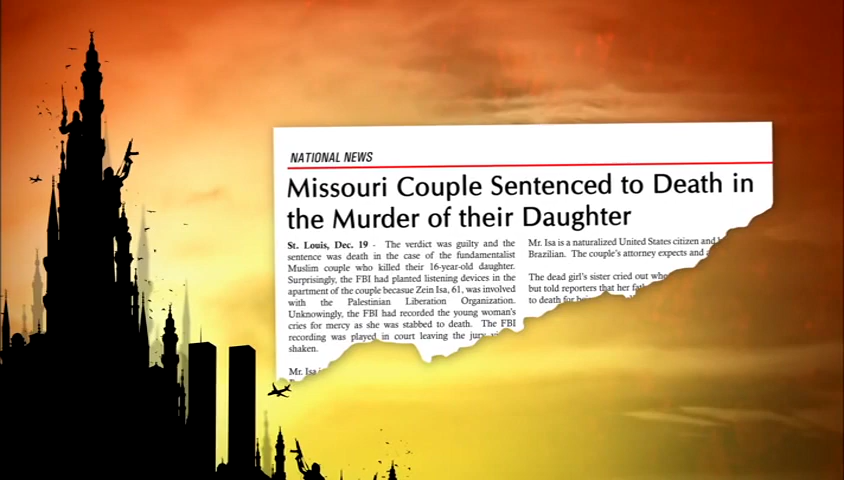 NATIONAL NEWS
Missouri Couple Sentenced to Death in
the Murder of their Daughter
St. Louis, Dec. 19 - The verdict was guilty and the
sentence was death in the case of the fundamentalist
Muslim couple who killed their 16-year-old daughter.
Surprisingly, the FBI had planted listening devices in the
apartment of the couple becasue Zein Isa, 61, was involved
with the Palestinian Liberation Organization.
Unknowingly, the FBI had recorded the young woman's
cries for mercy as she was stabbed to death. The FBI
recording was played in court leaving the jury
shaken.
Mr. Isa
Mr. Isa is a naturalized United States citizen and
Brazilian. The couple's attorney expects and
The dead girl's sister cried out
but told reporters that her
to death for